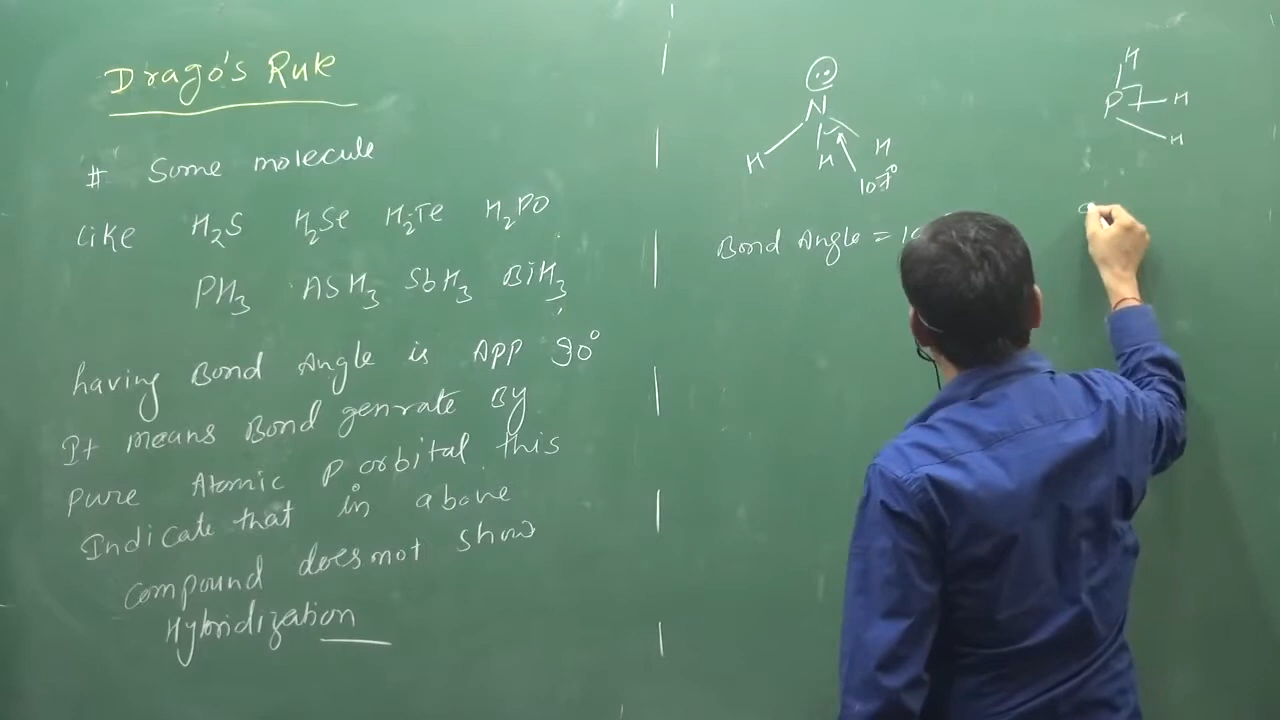 Drago's Rule
# Some molecule
like H2S H2Se H2Te H2PO
PH3 ASH3 SbH3 BiH3
having Bond Angle is APP 90°
It means Bond genrate By
Pure Atomic P orbital this
Indicate that in above
compound does not show
Hybridization
N
H H H
107°
Bond Angle = 10
H
P H
H